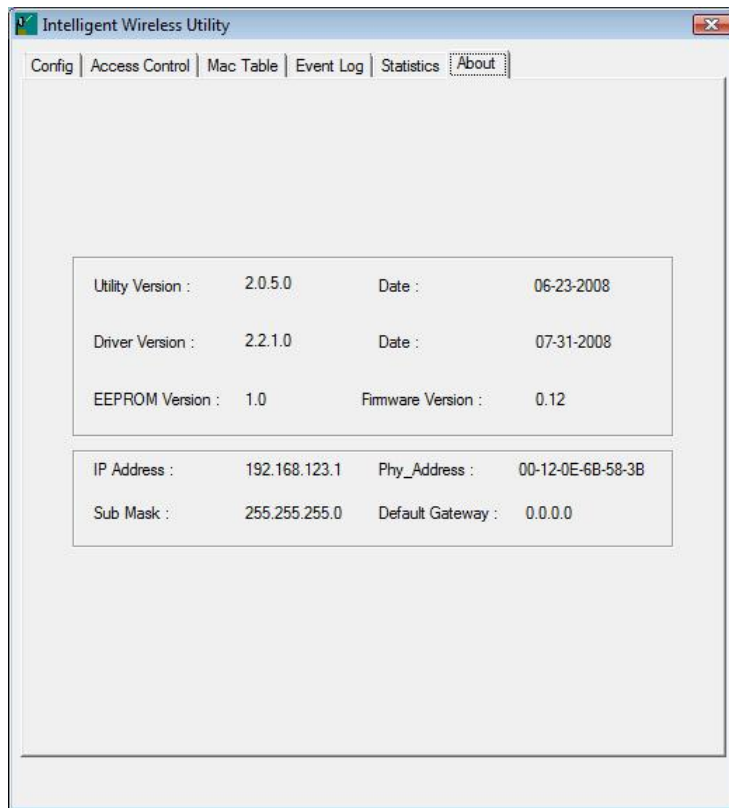 Intelligent Wireless Utility
Config Access Control Mac Table Event Log Statistics About
Utility Version : 2.0.5.0 Date : 06-23-2008
Driver Version : 2.2.1.0 Date : 07-31-2008
EEPROM Version : 1.0 Firmware Version : 0.12
IP Address : 192.168.123.1 Phy_Address : 00-12-0E-6B-58-3B
Sub Mask : 255.255.255.0 Default Gateway : 0.0.0.0